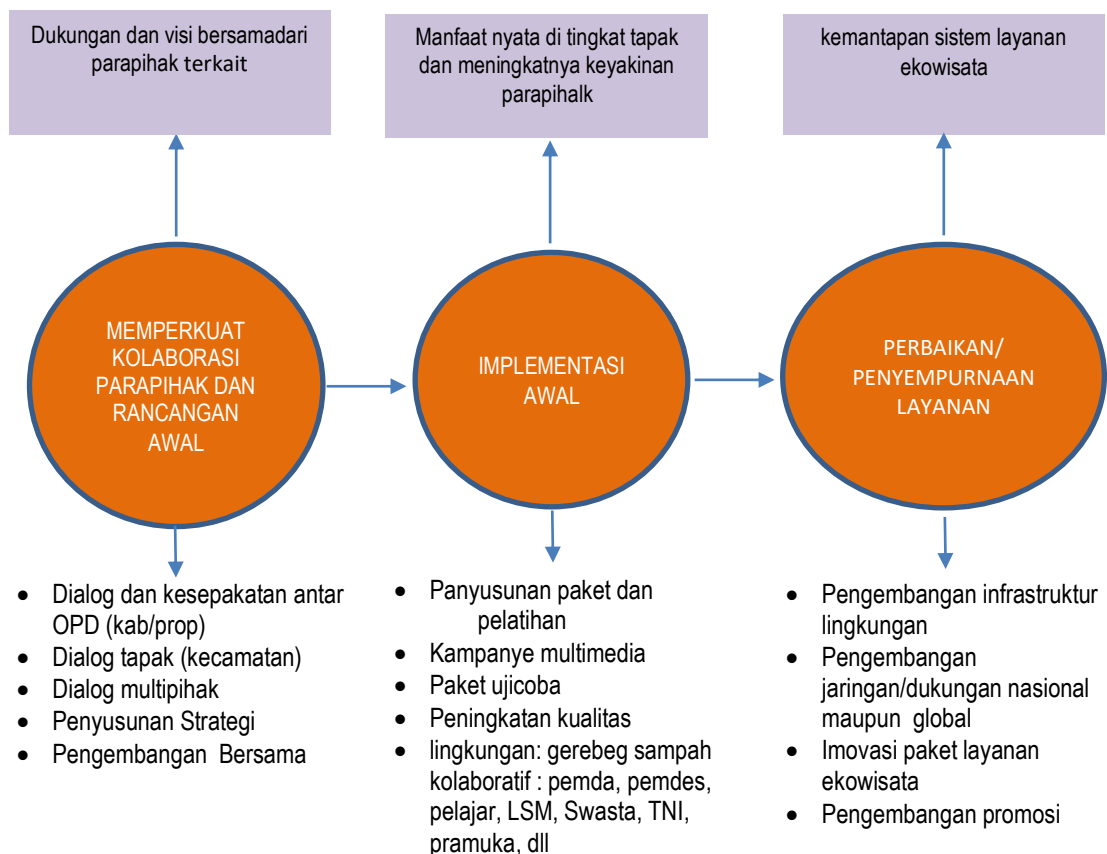 Dukungan dan visi bersamadari
parapihak terkait
Manfaat nyata di tingkat tapak
dan meningkatnya keyakinan
parapihalk
kemantapan sistem layanan
ekowisata
MEMPERKUAT
KOLABORASI
PARAPIHAK DAN
RANCANGAN
AWAL
IMPLEMENTASI
AWAL
PERBAIKAN/
PENYEMPURNAAN
LAYANAN
• Dialog dan kesepakatan antar
OPD (kab/prop)
• Dialog tapak (kecamatan)
• Dialog multipihak
• Penyusunan Strategi
• Pengembangan Bersama
• Panyusunan paket dan
pelatihan
• Kampanye multimedia
• Paket ujicoba
• Peningkatan kualitas
• lingkungan: gerebeg sampah
kolaboratif : pemda, pemdes,
pelajar, LSM, Swasta, TNI,
pramuka, dll
• Pengembangan infrastruktur
lingkungan
• Pengembangan
jaringan/dukungan nasional
maupun global
• Imovasi paket layanan
ekowisata
• Pengembangan promosi